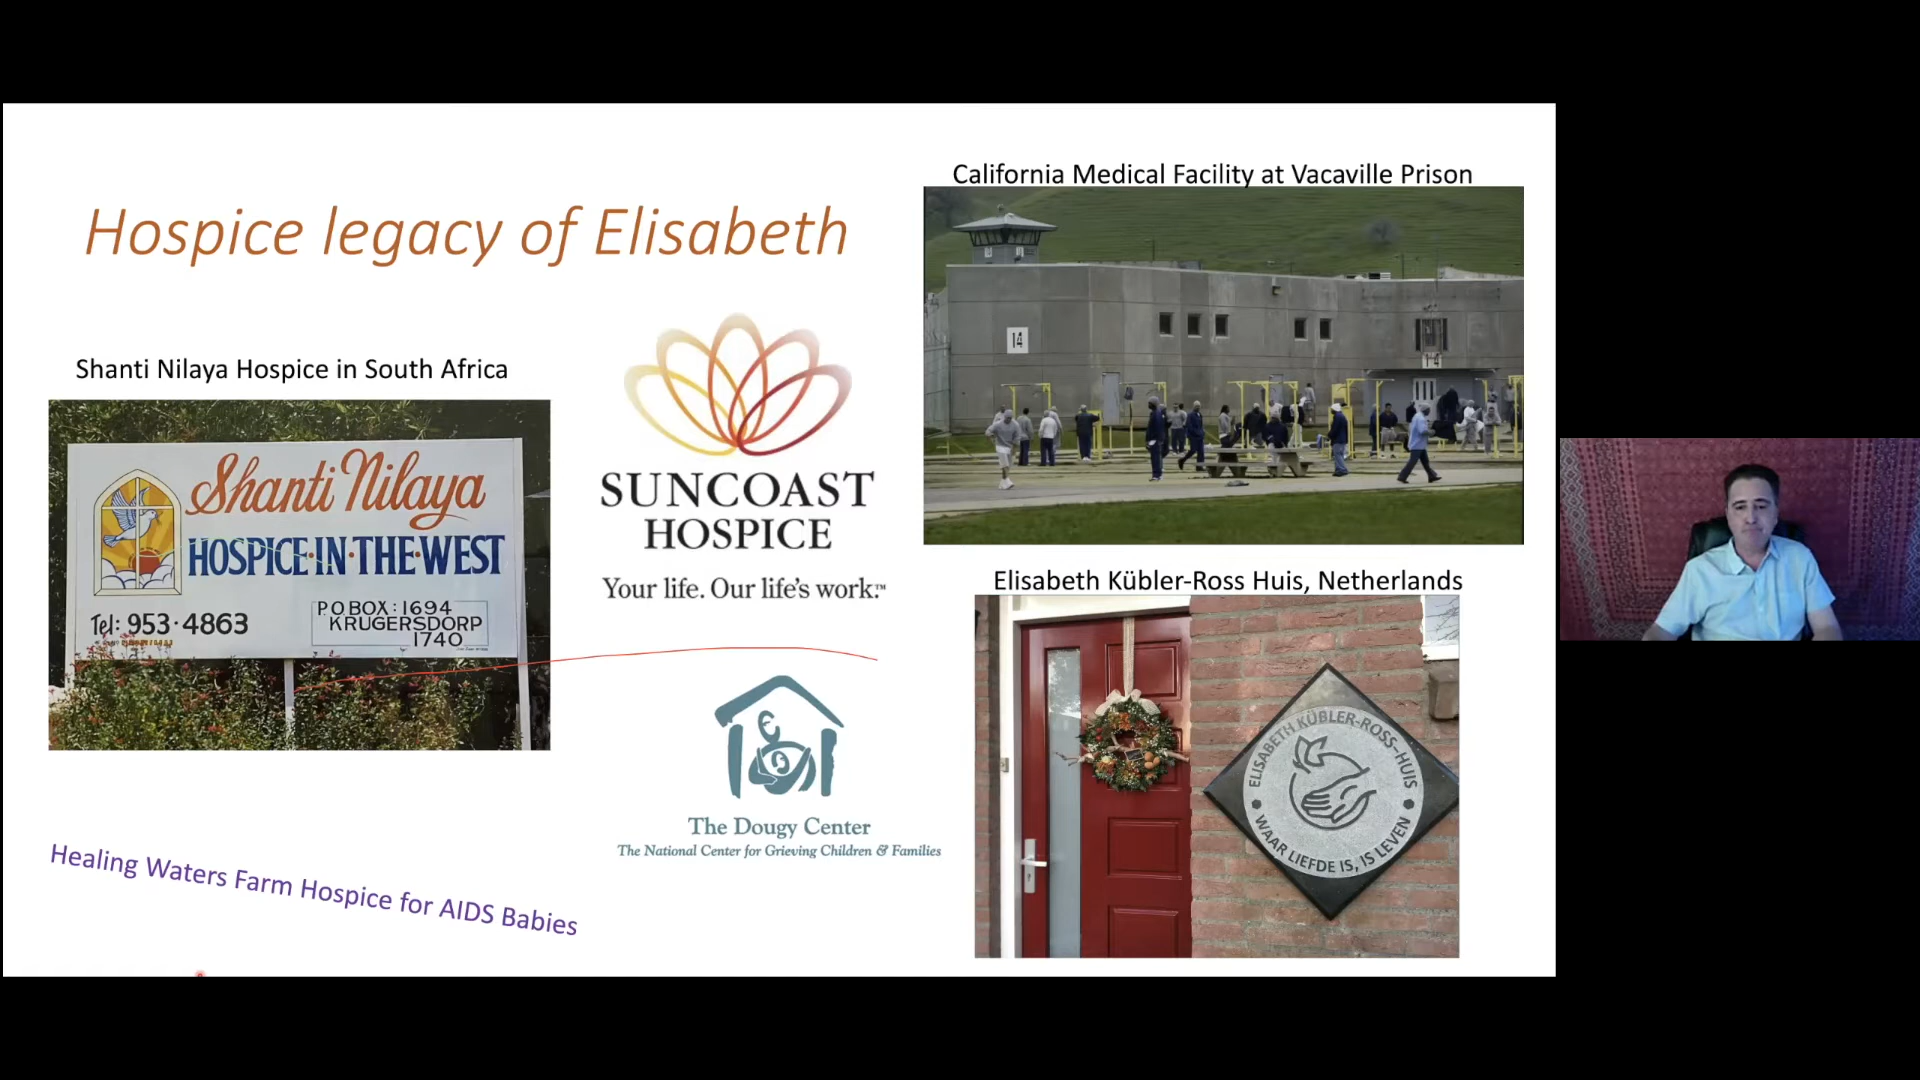 Hospice legacy of Elisabeth
Shanti Nilaya Hospice in South Africa
Shanti Nilaya
HOSPICE·IN·THE·WEST
Tel: 953·4863
P.O BOX : 1694
KRUGERSDORP
1740
SUNCOAST
HOSPICE
Your life. Our life's work.™
The Dougy Center
The National Center for Grieving Children & Families
Healing Waters Farm Hospice for AIDS Babies
California Medical Facility at Vacaville Prison
14
14
Elisabeth Kübler-Ross Huis, Netherlands
ELISABETH KÜBLER-ROSS-HUIS
WAAR LIEFDE IS, IS LEVEN